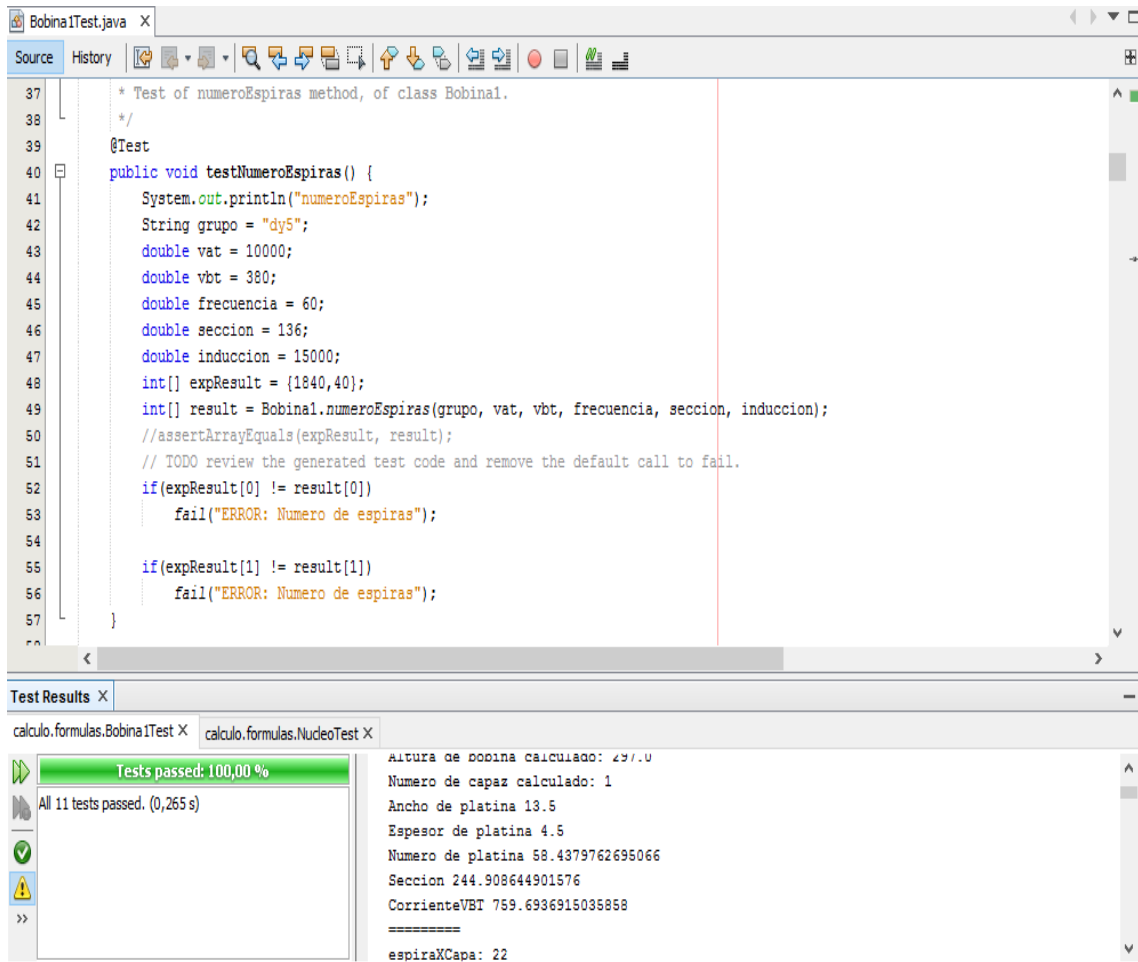 Bobina1Test.java X
Source History
37 * Test of numeroEspiras method, of class Bobina1.
38 */
39 @Test
40 public void testNumeroEspiras() {
41 System.out.println("numeroEspiras");
42 String grupo = "dy5";
43 double vat = 10000;
44 double vbt = 380;
45 double frecuencia = 60;
46 double seccion = 136;
47 double induccion = 15000;
48 int[] expResult = {1840,40};
49 int[] result = Bobina1.numeroEspiras(grupo, vat, vbt, frecuencia, seccion, induccion);
50 //assertArrayEquals(expResult, result);
51 // TODO review the generated test code and remove the default call to fail.
52 if(expResult[0] != result[0])
53 fail("ERROR: Numero de espiras");
54
55 if(expResult[1] != result[1])
56 fail("ERROR: Numero de espiras");
57 }
Test Results X
calculo.formulas.Bobina1Test X calculo.formulas.NucleoTest X
Tests passed: 100,00 %
All 11 tests passed. (0,265 s)
Altura de bobina calculado: 297.0
Numero de capaz calculado: 1
Ancho de platina 13.5
Espesor de platina 4.5
Numero de platina 58.4379762695066
Seccion 244.908644901576
CorrienteVBT 759.6936915035858
=========
espiraXCapa: 22